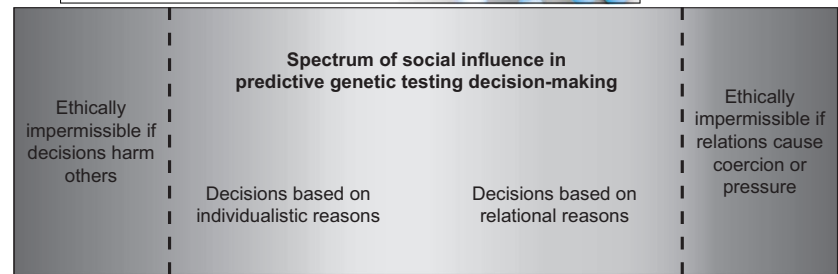 Spectrum of social influence in
predictive genetic testing decision-making
Ethically
impermissible if
decisions harm
others
Decisions based on
individualistic reasons
Decisions based on
relational reasons
Ethically
impermissible if
relations cause
coercion or
pressure